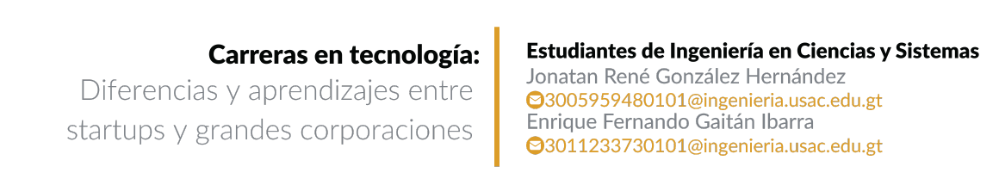 Carreras en tecnología:
Diferencias y aprendizajes entre
startups y grandes corporaciones
Estudiantes de Ingeniería en Ciencias y Sistemas
Jonatan René González Hernández
3005959480101@ingenieria.usac.edu.gt
Enrique Fernando Gaitán Ibarra
3011233730101@ingenieria.usac.edu.gt